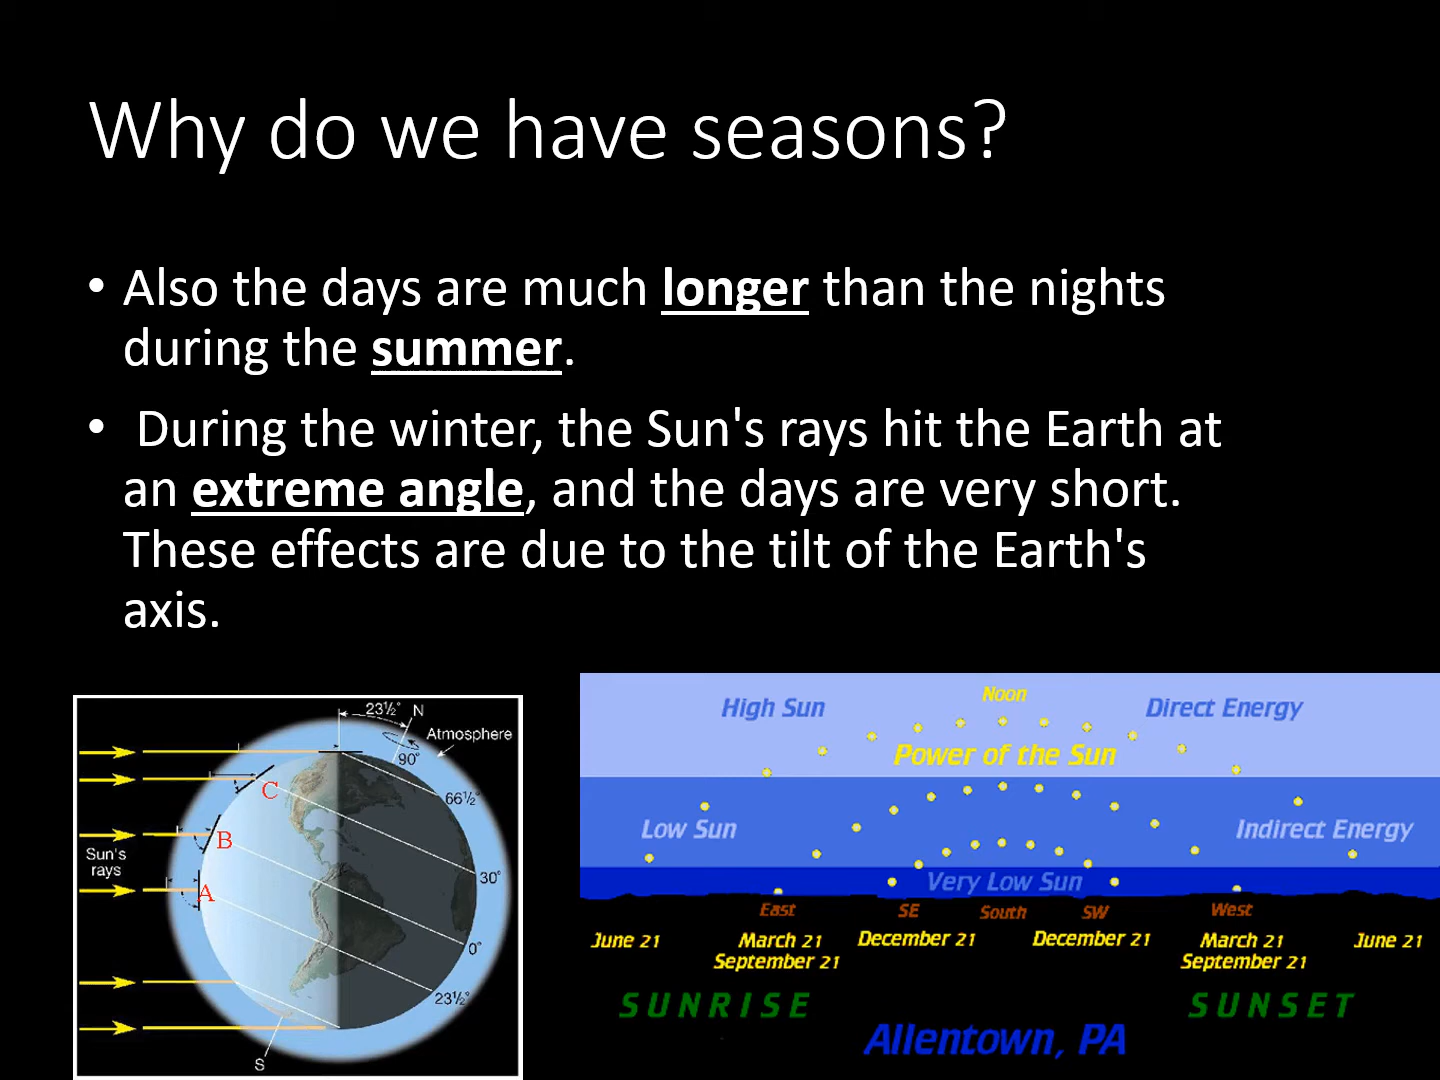 Why do we have seasons?
• Also the days are much longer than the nights
during the summer.
• During the winter, the Sun's rays hit the Earth at
an extreme angle, and the days are very short.
These effects are due to the tilt of the Earth's
axis.
23½° N
Atmosphere
90°
C
66½°
B
Sun's
rays
30°
A
0°
23½°
S
Noon
High Sun Direct Energy
Power of the Sun
Low Sun Indirect Energy
Very Low Sun
East SE South SW West
June 21 March 21 December 21 December 21 March 21 June 21
September 21 September 21
SUNRISE SUNSET
Allentown, PA